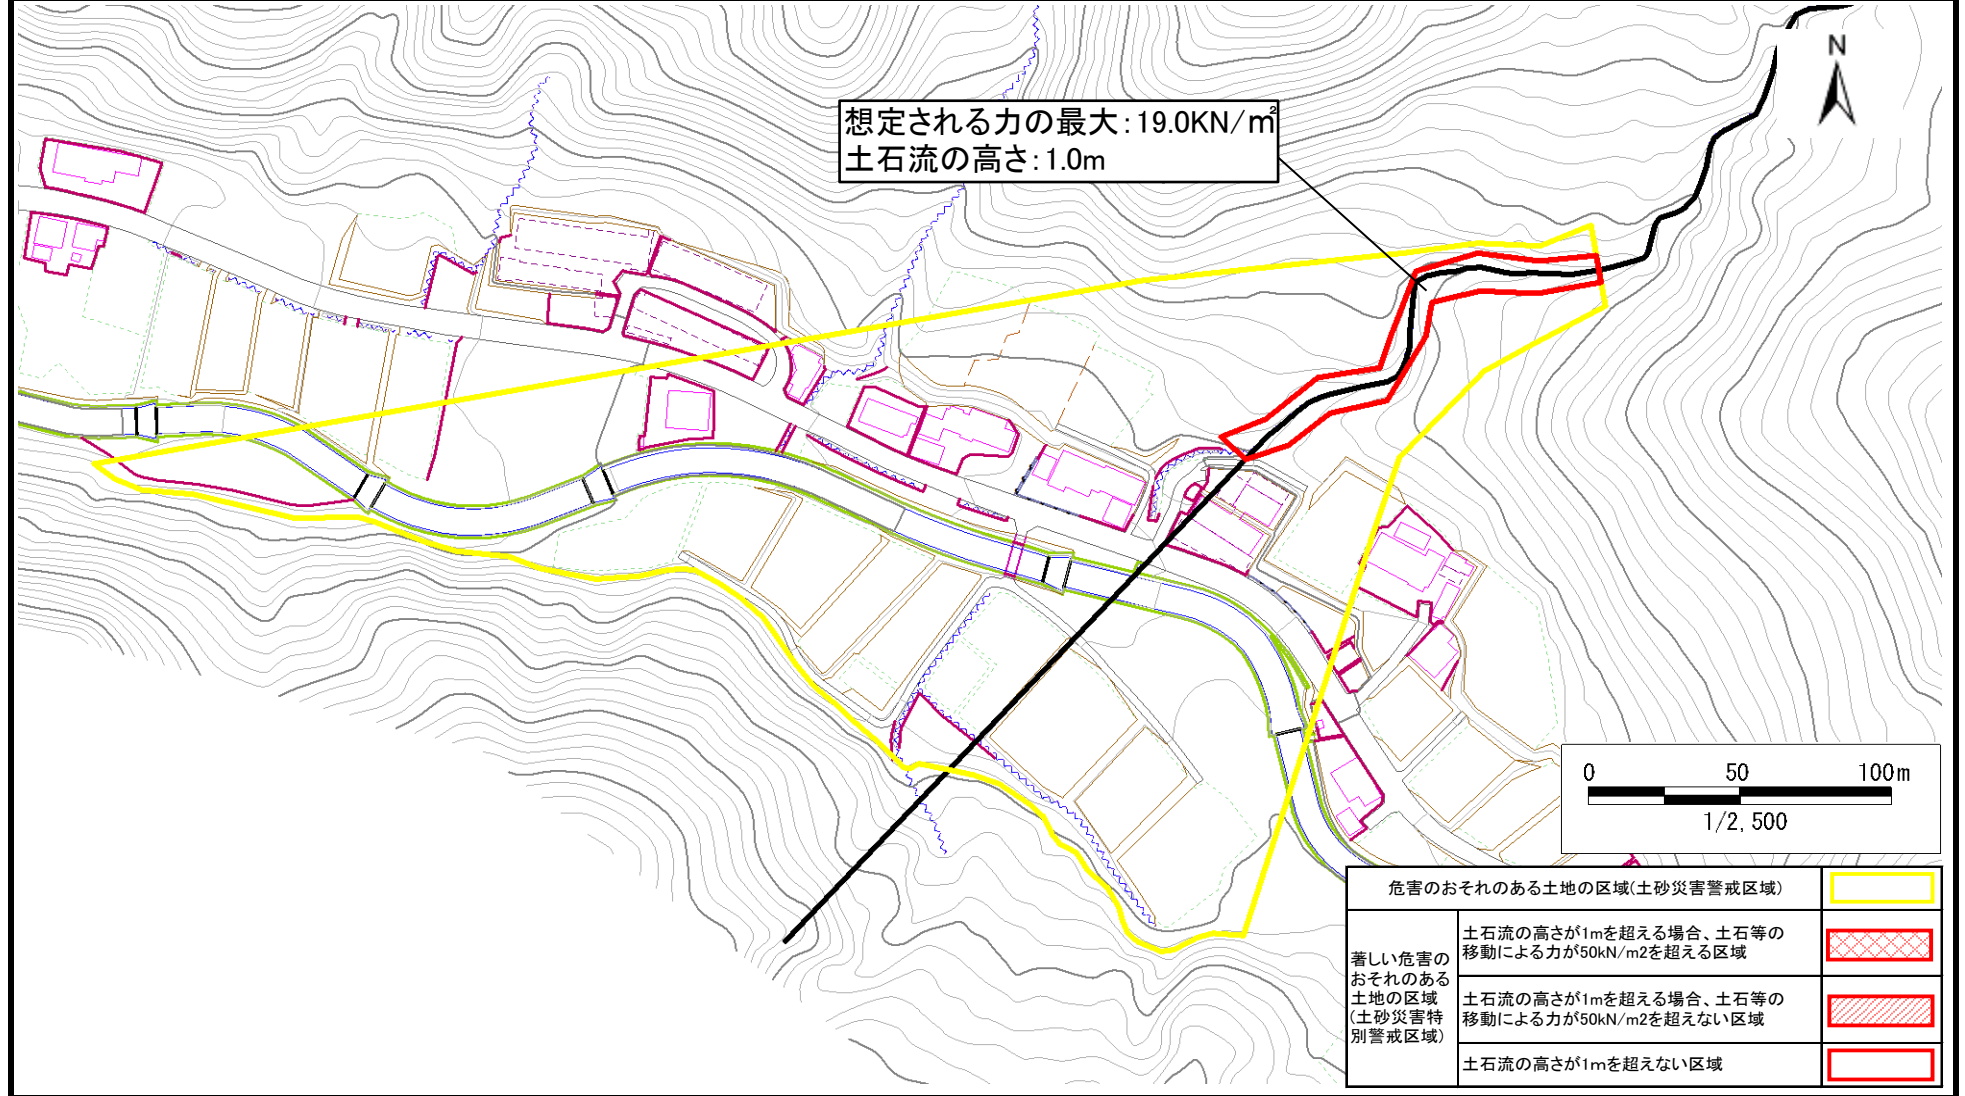 N
想定される力の最大:19.0KN/㎡
土石流の高さ:1.0m
0 50 100m
1/2,500
危害のおそれのある土地の区域(土砂災害警戒区域)
著しい危害の
おそれのある
土地の区域
(土砂災害特
別警戒区域)
土石流の高さが1mを超える場合、土石等の
移動による力が50kN/m2を超える区域
土石流の高さが1mを超える場合、土石等の
移動による力が50kN/m2を超えない区域
土石流の高さが1mを超えない区域